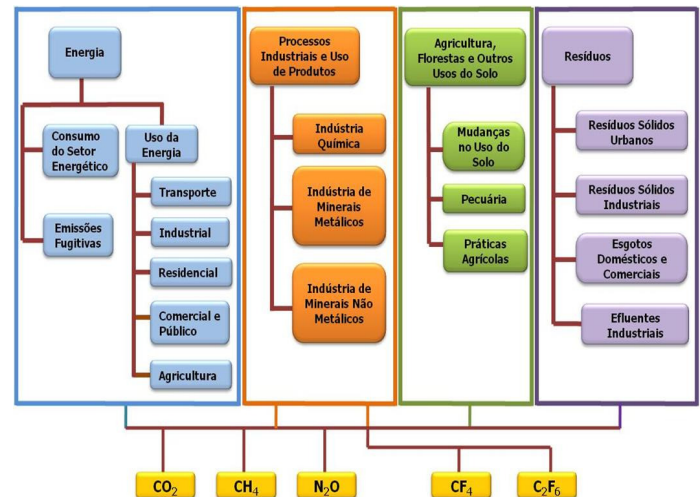 Energia
Consumo
do Setor
Energético
Uso da
Energia
Emissões
Fugitivas
Transporte
Industrial
Residencial
Comercial e
Público
Agricultura
Processos
Industriais e Uso
de Produtos
Indústria
Química
Indústria de
Minerais
Metálicos
Indústria de
Minerais Não
Metálicos
Agricultura,
Florestas e Outros
Usos do Solo
Mudanças
no Uso do
Solo
Pecuária
Práticas
Agrícolas
Resíduos
Resíduos Sólidos
Urbanos
Resíduos Sólidos
Industriais
Esgotos
Domésticos e
Comerciais
Efluentes
Industriais
CO₂
CH₄
N₂O
CF₄
C₂F₆